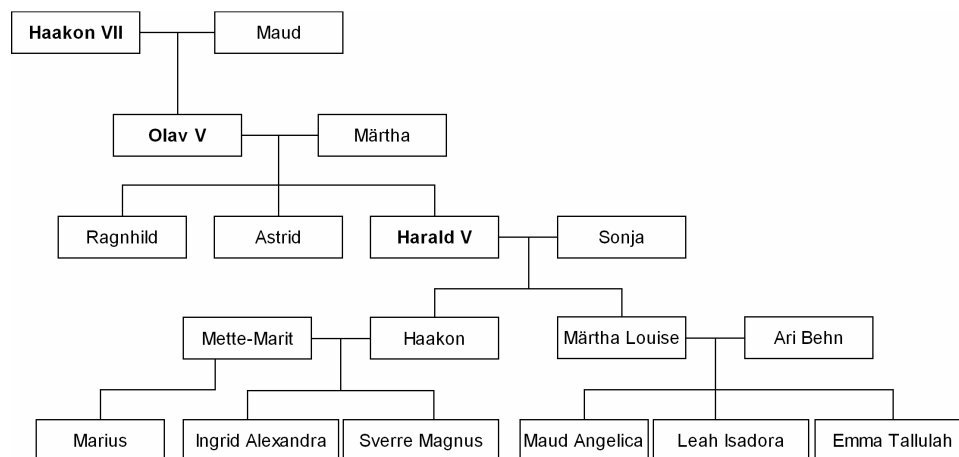 Haakon VII
Maud
Olav V
Märtha
Ragnhild
Astrid
Harald V
Sonja
Mette-Marit
Haakon
Märtha Louise
Ari Behn
Marius
Ingrid Alexandra
Sverre Magnus
Maud Angelica
Leah Isadora
Emma Tallulah